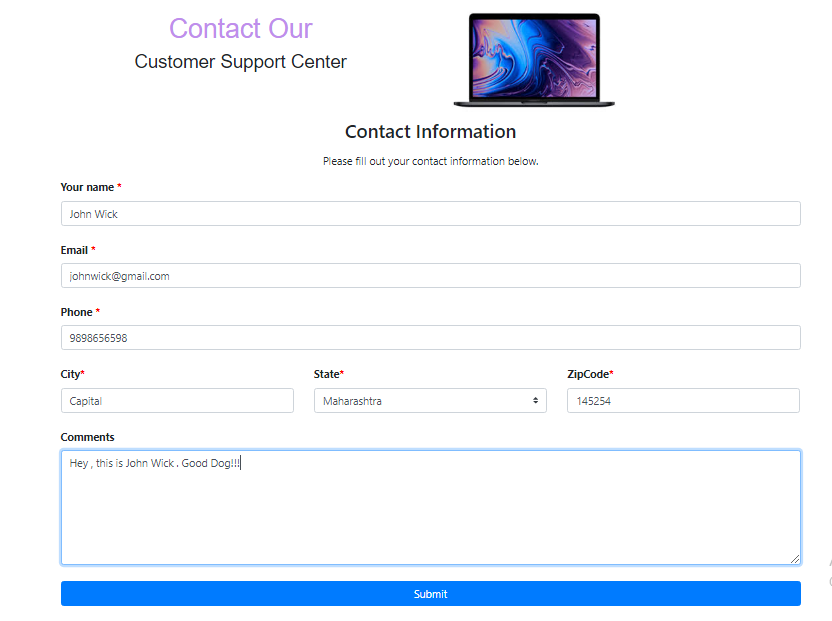 Contact Our
Customer Support Center
Contact Information
Please fill out your contact information below.
Your name *
John Wick
Email *
johnwick@gmail.com
Phone *
9898656598
City* State* ZipCode*
Capital Maharashtra 145254
Comments
Hey , this is John Wick . Good Dog!!!
Submit